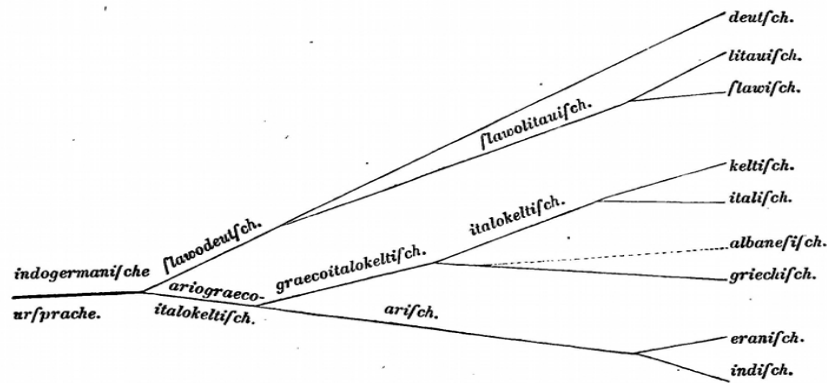 deutſch.
litauiſch.
ſlawiſch.
ſlawolitauiſch.
keltiſch.
italiſch.
italokeltiſch.
ſlawodeutſch.
albaneſiſch.
graecoitalokeltiſch.
griechiſch.
indogermaniſche
urſprache.
ariograeco-
italokeltiſch.
ariſch.
eraniſch.
indiſch.